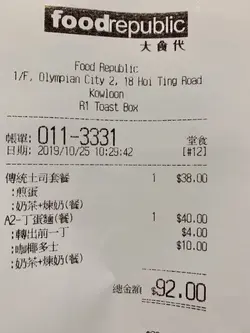 foodrepublic
大食代
Food Republic
1/F, Olympian City 2, 18 Hoi Ting Road
Kowloon
R1 Toast Box
帳單: 011-3331 堂食
日期: 2019/10/25 10:29:42 [#12]
傳統土司套餐 1 $38.00
:煎蛋
:奶茶+煉奶(餐)
A2-丁蛋麵(餐) 1 $40.00
:轉出前一丁 $4.00
:咖椰多士 $10.00
:奶茶+煉奶(餐)
總金額 $92.00